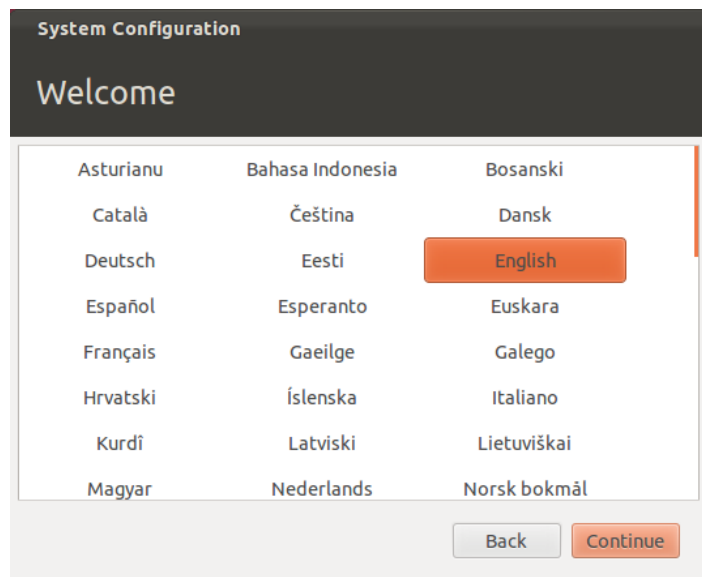 System Configuration
Welcome
Asturianu Bahasa Indonesia Bosanski
Català Čeština Dansk
Deutsch Eesti English
Español Esperanto Euskara
Français Gaeilge Galego
Hrvatski Íslenska Italiano
Kurdî Latviski Lietuviškai
Magyar Nederlands Norsk bokmål
Back Continue